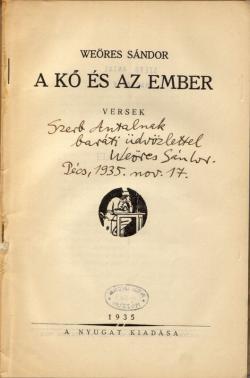 WEÖRES SÁNDOR
A KŐ ÉS AZ EMBER
VERSEK
Szerb Antalnak
baráti üdvözlettel
Weöres Sándor.
Pécs, 1935. nov. 17.
1935
A NYUGAT KIADÁSA